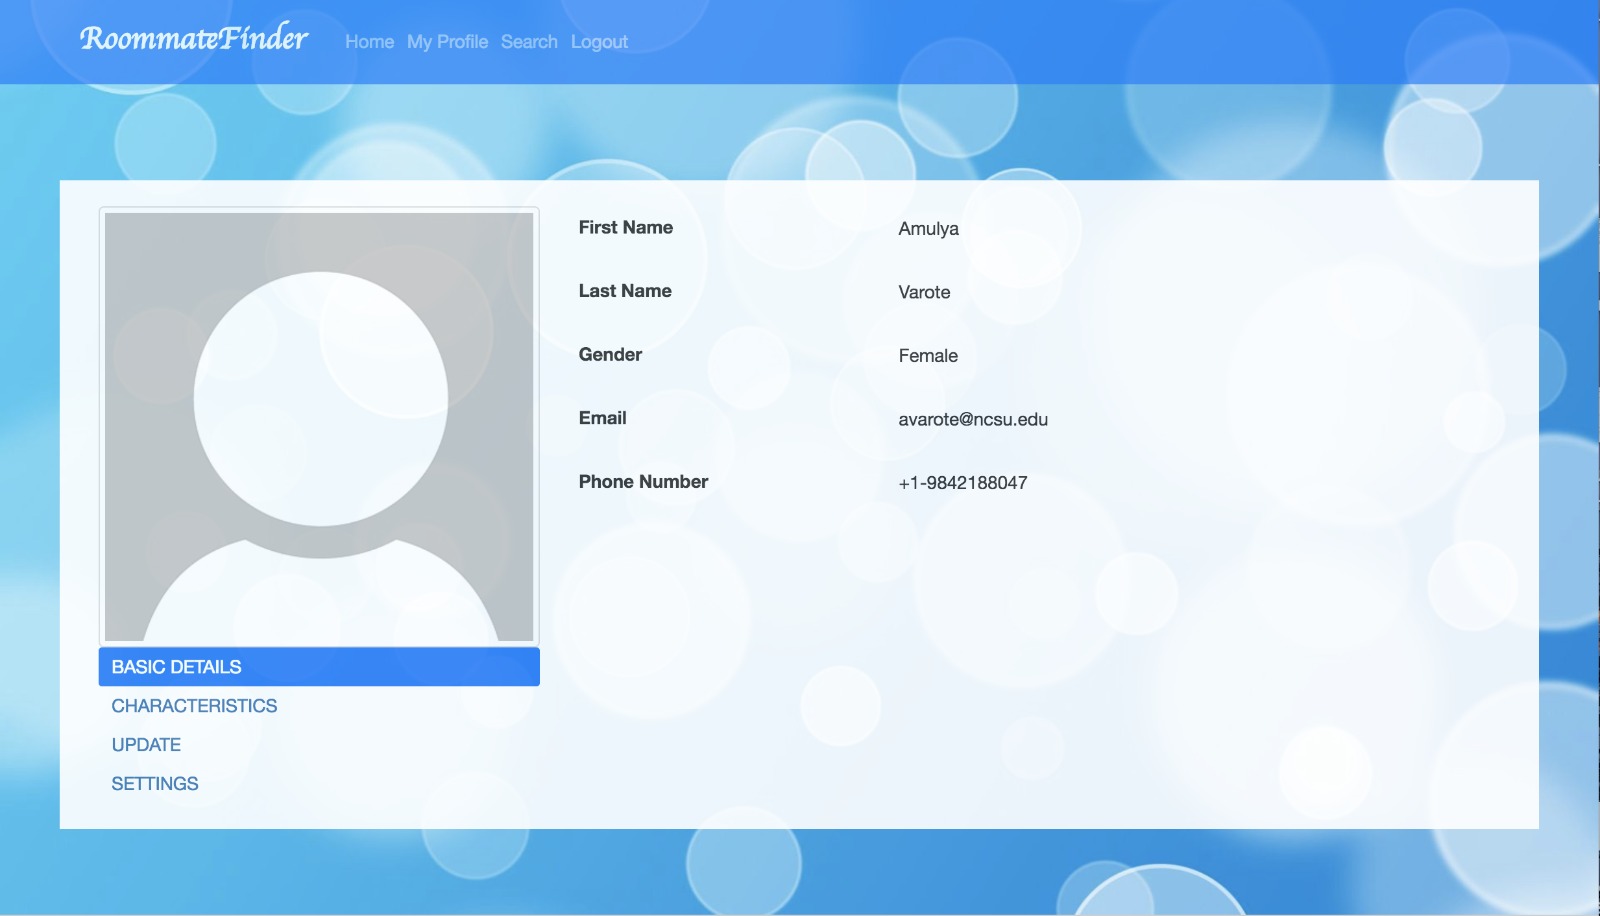 RoommateFinder Home My Profile Search Logout
First Name Amulya
Last Name Varote
Gender Female
Email avarote@ncsu.edu
Phone Number +1-9842188047
BASIC DETAILS
CHARACTERISTICS
UPDATE
SETTINGS